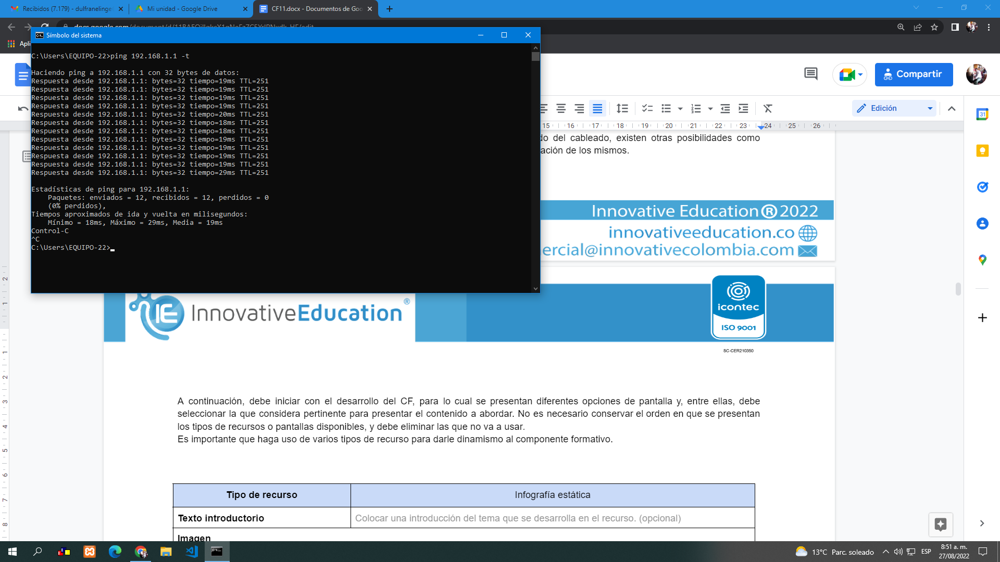 Recibidos (7.179) - dulfranelinge
Mi unidad - Google Drive
CF11.docx - Documentos de Goo
Apli
Símbolo del sistema
C:\Users\EQUIPO-22>ping 192.168.1.1 -t
Haciendo ping a 192.168.1.1 con 32 bytes de datos:
Respuesta desde 192.168.1.1: bytes=32 tiempo=19ms TTL=251
Respuesta desde 192.168.1.1: bytes=32 tiempo=19ms TTL=251
Respuesta desde 192.168.1.1: bytes=32 tiempo=19ms TTL=251
Respuesta desde 192.168.1.1: bytes=32 tiempo=19ms TTL=251
Respuesta desde 192.168.1.1: bytes=32 tiempo=20ms TTL=251
Respuesta desde 192.168.1.1: bytes=32 tiempo=18ms TTL=251
Respuesta desde 192.168.1.1: bytes=32 tiempo=18ms TTL=251
Respuesta desde 192.168.1.1: bytes=32 tiempo=19ms TTL=251
Respuesta desde 192.168.1.1: bytes=32 tiempo=19ms TTL=251
Respuesta desde 192.168.1.1: bytes=32 tiempo=19ms TTL=251
Respuesta desde 192.168.1.1: bytes=32 tiempo=19ms TTL=251
Respuesta desde 192.168.1.1: bytes=32 tiempo=29ms TTL=251
Estadísticas de ping para 192.168.1.1:
Paquetes: enviados = 12, recibidos = 12, perdidos = 0
(0% perdidos),
Tiempos aproximados de ida y vuelta en milisegundos:
Mínimo = 18ms, Máximo = 29ms, Media = 19ms
Control-C
^C
C:\Users\EQUIPO-22>
Compartir
Edición
15 16 17 18 19 20 21 22 23 24 25 26
31
do del cableado, existen otras posibilidades como
ación de los mismos.
Innovative Education®2022
innovativeeducation.co
ercial@innovativecolombia.com
2
1
1
2
3
4
5
6
7
8
IE InnovativeEducation®
icontec
ISO 9001
SC-CER210350
A continuación, debe iniciar con el desarrollo del CF, para lo cual se presentan diferentes opciones de pantalla y, entre ellas, debe
seleccionar la que considera pertinente para presentar el contenido a abordar. No es necesario conservar el orden en que se presentan
los tipos de recursos o pantallas disponibles, y debe eliminar las que no va a usar.
Es importante que haga uso de varios tipos de recurso para darle dinamismo al componente formativo.
Tipo de recurso
Infografía estática
Texto introductorio
Colocar una introducción del tema que se desarrolla en el recurso. (opcional)
Imagen
13°C Parc. soleado
ESP
8:51 a. m.
27/08/2022